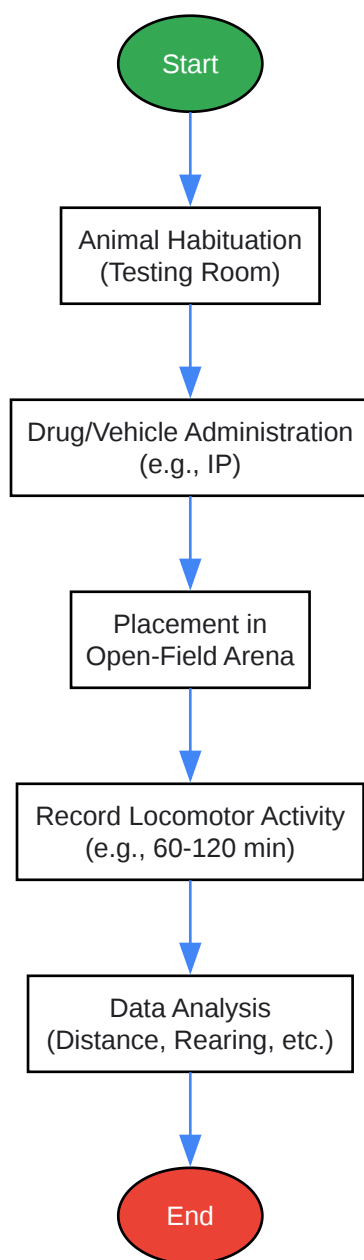 Start
Animal Habituation
(Testing Room)
Drug/Vehicle Administration
(e.g., IP)
Placement in
Open-Field Arena
Record Locomotor Activity
(e.g., 60-120 min)
Data Analysis
(Distance, Rearing, etc.)
End